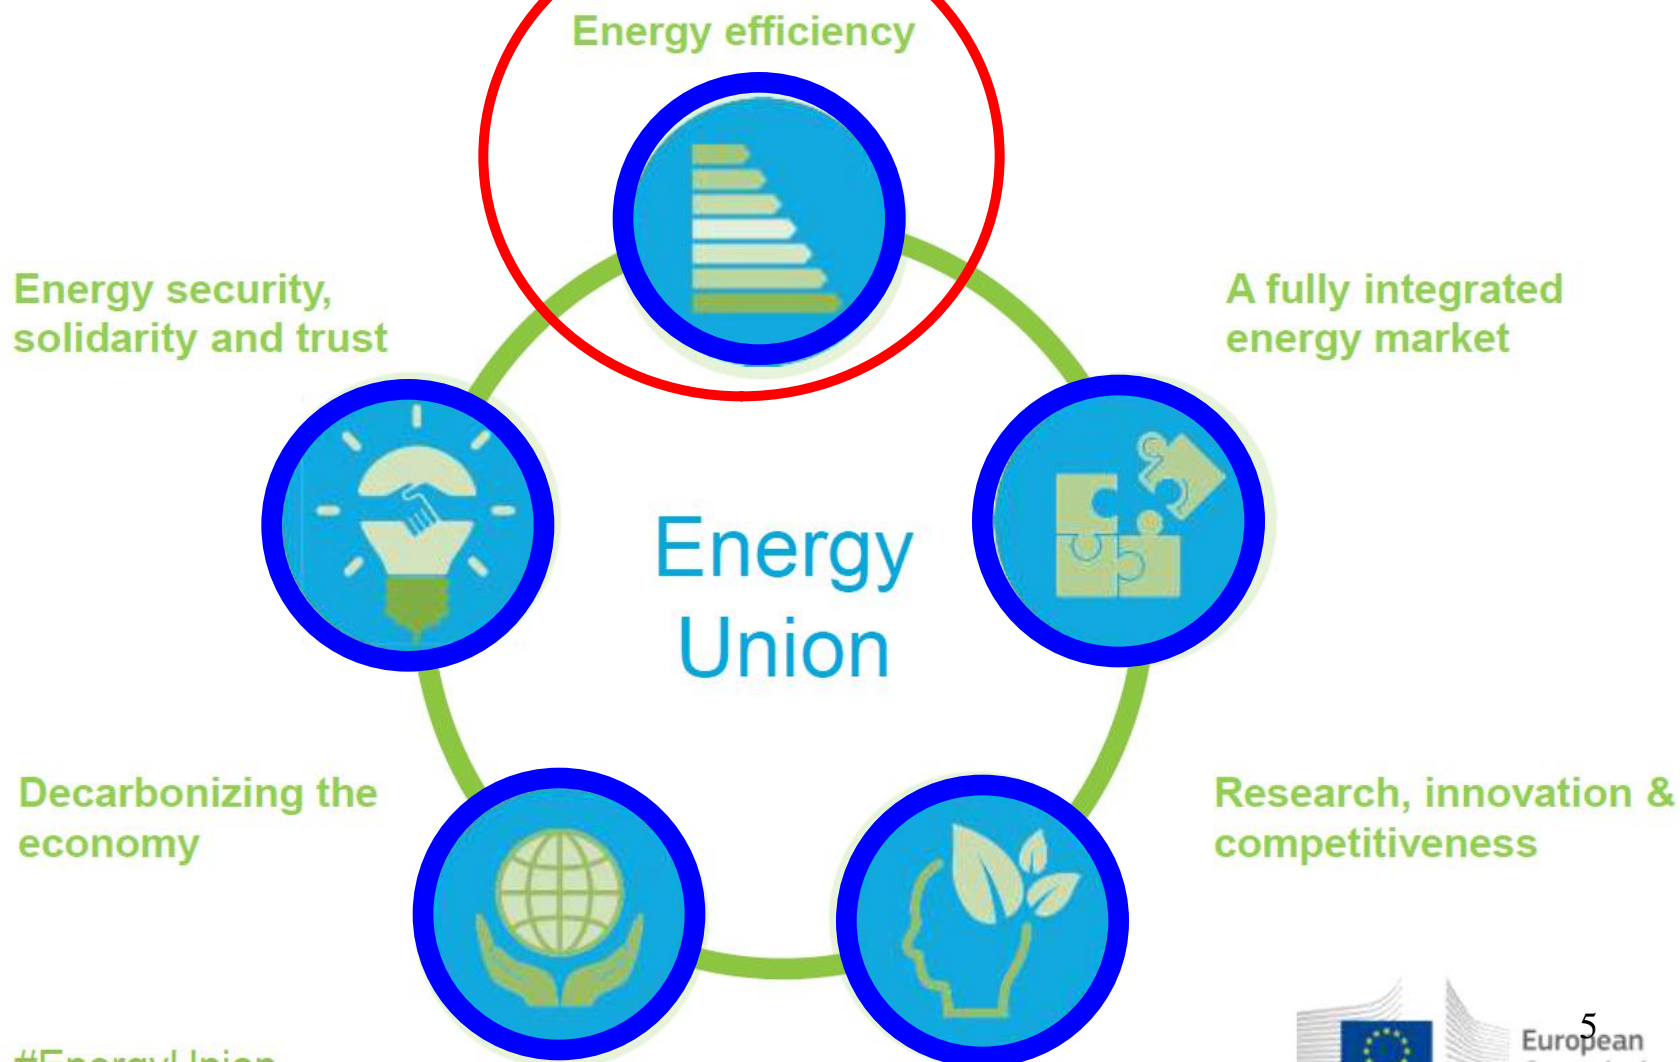 Energy efficiency
Energy security,
solidarity and trust
A fully integrated
energy market
Energy
Union
Decarbonizing the
economy
Research, innovation &
competitiveness
#EnergyUnion
5
European